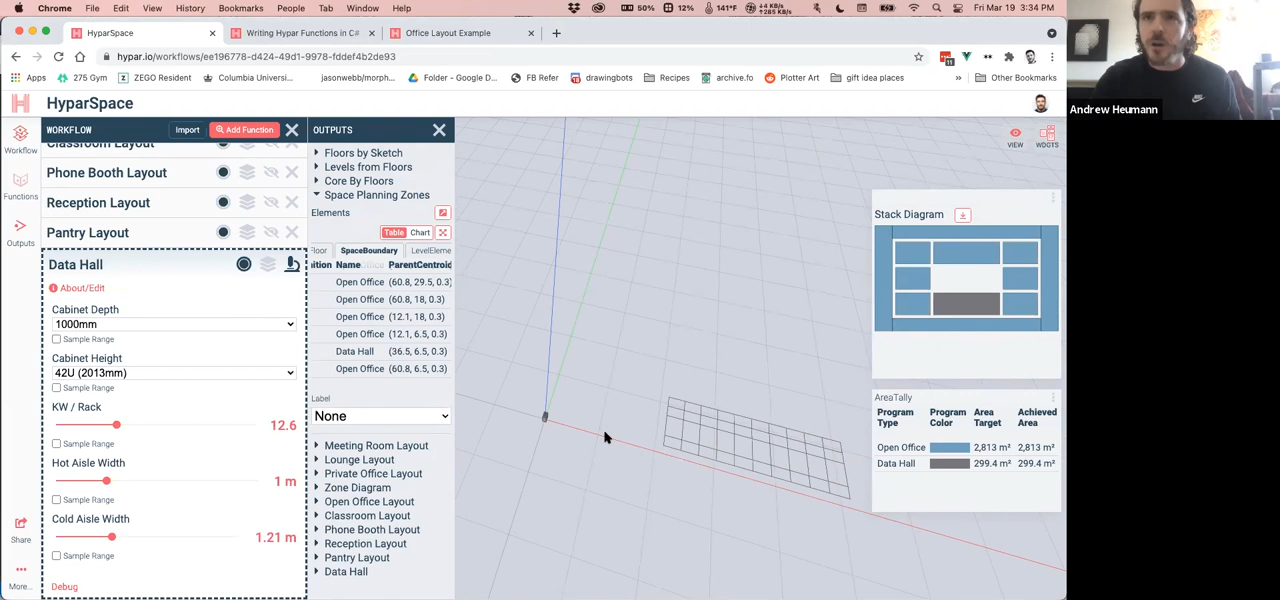 Chrome File Edit View History Bookmarks People Tab Window Help
50% 12% 141°F ↓4 KB/s ↑285 KB/s Fri Mar 19 3:34 PM
HyparSpace × Writing Hypar Functions in C# × Office Layout Example × +
hypar.io/workflows/ee196778-d424-49d1-9978-fddef4b2de93 11
Apps 275 Gym ZEGO Resident Columbia Universi... jasonwebb/morph... Folder - Google D... FB Refer drawingbots Recipes archive.fo Plotter Art gift idea places » Other Bookmarks
HyparSpace
Andrew Heumann
WORKFLOW Import Add Function
OUTPUTS
Workflow
Functions
Outputs
Share
More...
Classroom Layout
Phone Booth Layout
Reception Layout
Pantry Layout
Data Hall
About/Edit
Cabinet Depth
1000mm
Sample Range
Cabinet Height
42U (2013mm)
Sample Range
KW / Rack
12.6
Sample Range
Hot Aisle Width
1 m
Sample Range
Cold Aisle Width
1.21 m
Sample Range
Debug
Floors by Sketch
Levels from Floors
Core By Floors
Space Planning Zones
Elements
Table Chart
Floor SpaceBoundary LevelEleme
ition Name ParentCentroid
Open Office (60.8, 29.5, 0.3)
Open Office (60.8, 18, 0.3)
Open Office (12.1, 18, 0.3)
Open Office (12.1, 6.5, 0.3)
Data Hall (36.5, 6.5, 0.3)
Open Office (60.8, 6.5, 0.3)
Label
None
Meeting Room Layout
Lounge Layout
Private Office Layout
Zone Diagram
Open Office Layout
Classroom Layout
Phone Booth Layout
Reception Layout
Pantry Layout
Data Hall
VIEW WDGTS
Stack Diagram
AreaTally
Program Type Program Color Area Target Achieved Area
Open Office 2,813 m² 2,813 m²
Data Hall 299.4 m² 299.4 m²